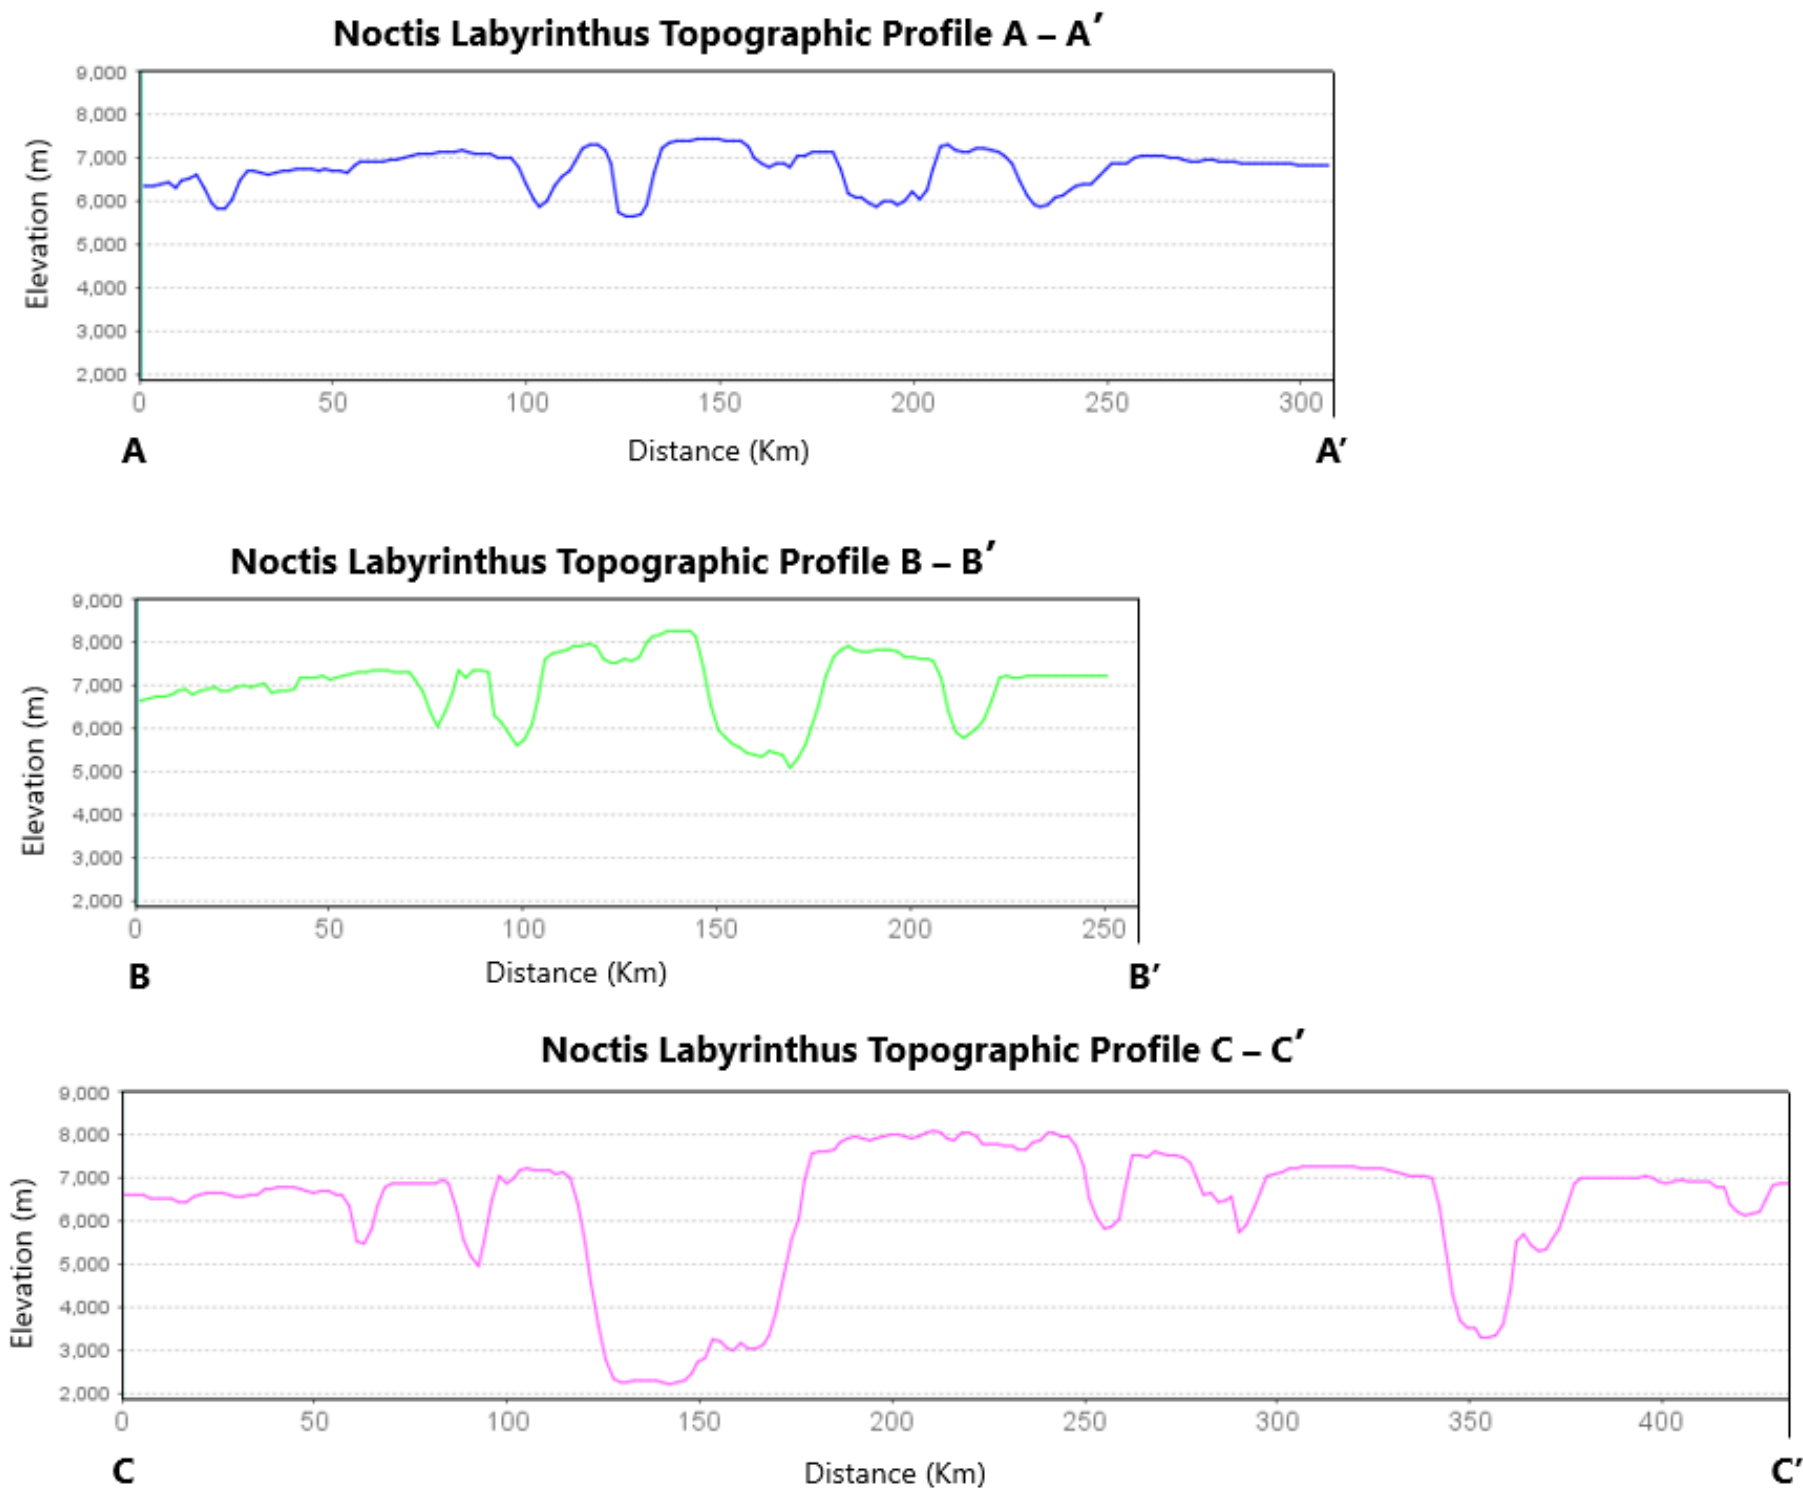 Noctis Labyrinthus Topographic Profile A – A′
9,000
8,000
7,000
6,000
5,000
4,000
3,000
2,000
Elevation (m)
0 50 100 150 200 250 300
A Distance (Km) A′
Noctis Labyrinthus Topographic Profile B – B′
9,000
8,000
7,000
6,000
5,000
4,000
3,000
2,000
Elevation (m)
0 50 100 150 200 250
B Distance (Km) B′
Noctis Labyrinthus Topographic Profile C – C′
9,000
8,000
7,000
6,000
5,000
4,000
3,000
2,000
Elevation (m)
0 50 100 150 200 250 300 350 400
C Distance (Km) C′